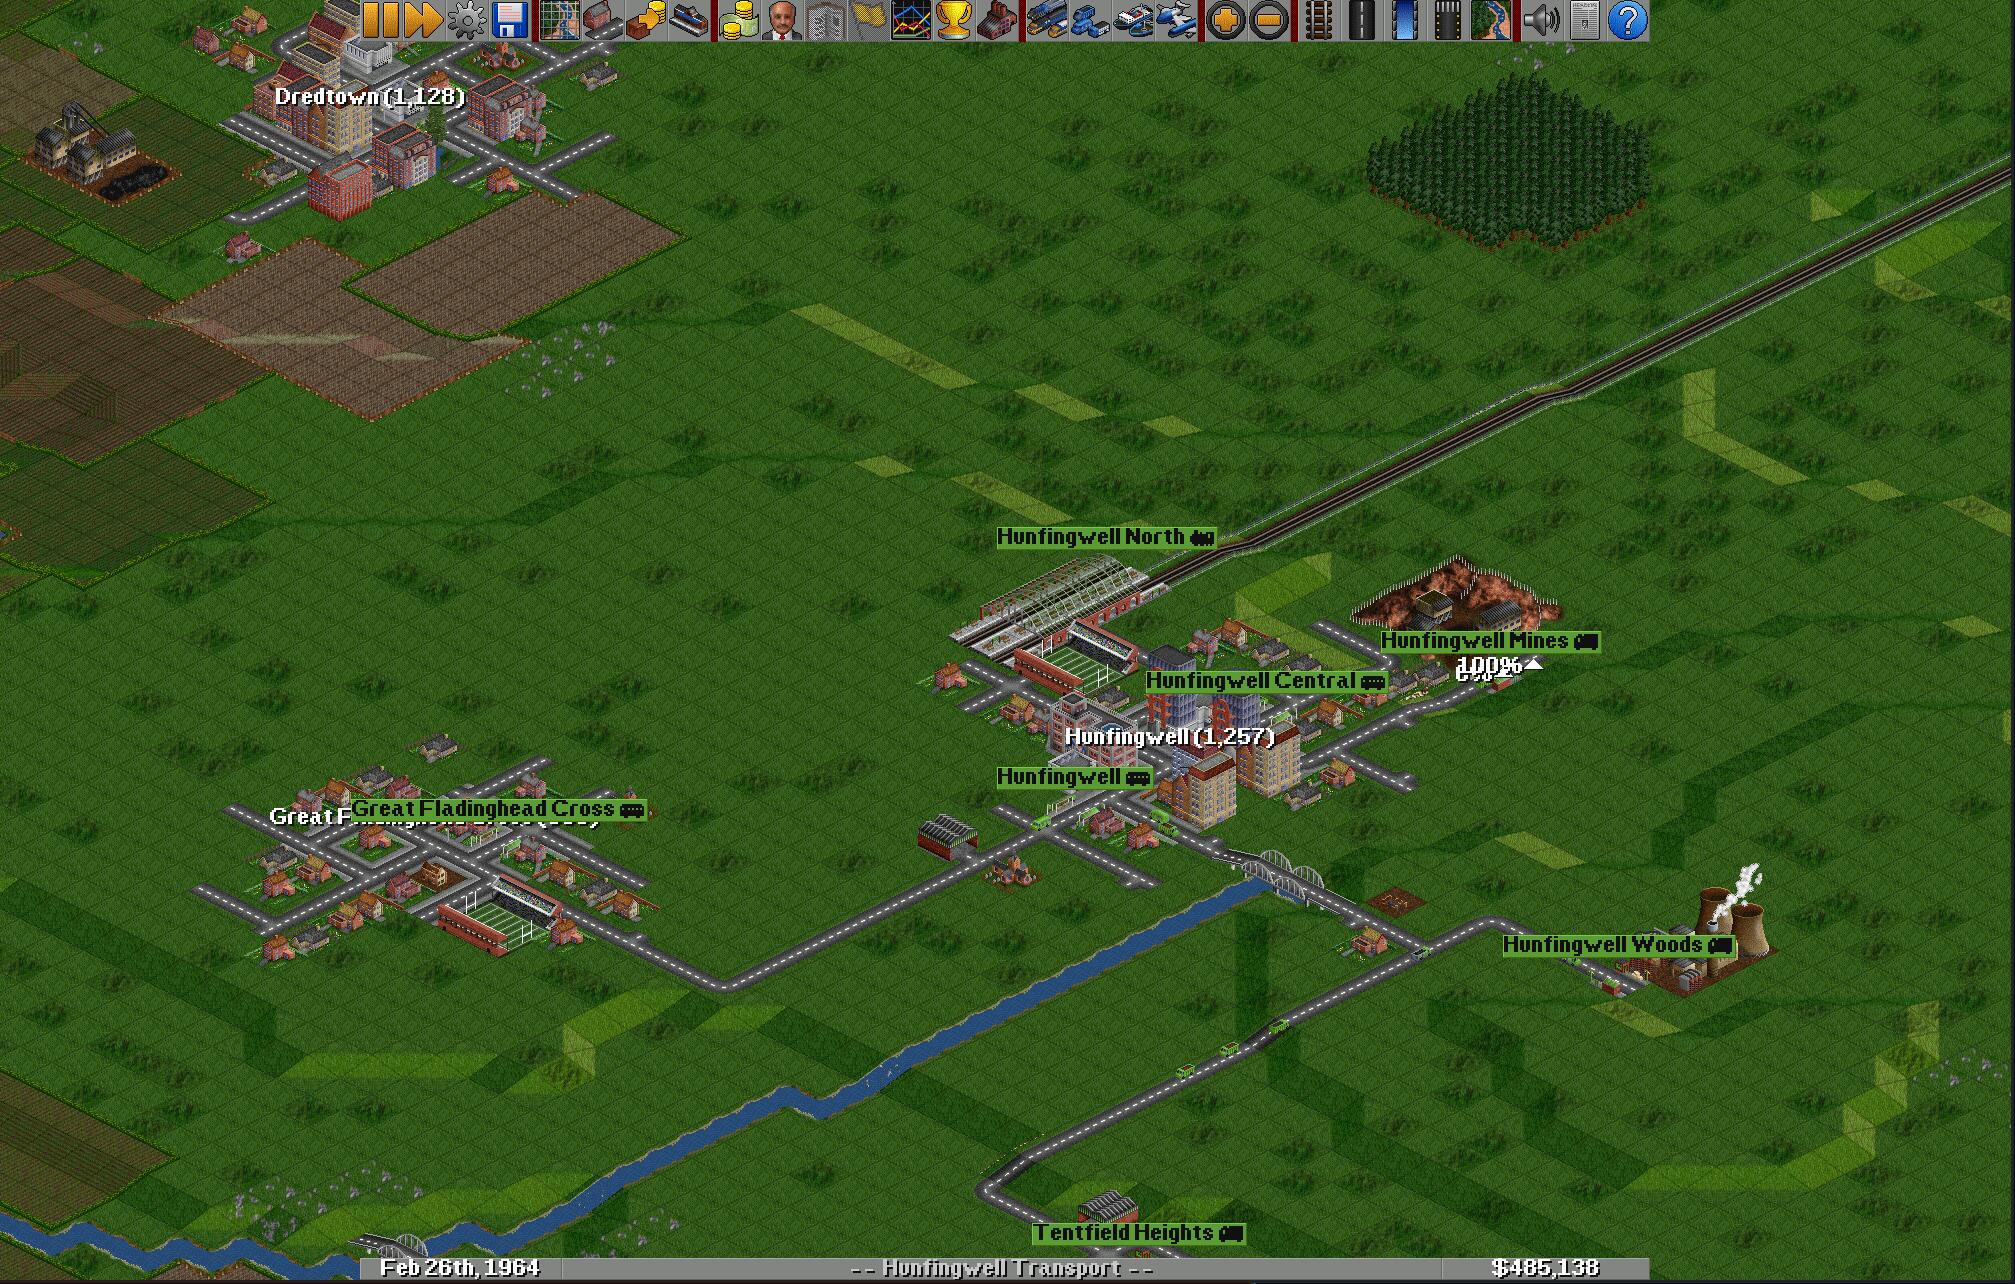 Dredtown (1,128)
Hunfingwell North
Hunfingwell Mines
100%
Hunfingwell Central
Hunfingwell (1,257)
Hunfingwell
Great Fladinghead Cross
Great
Hunfingwell Woods
Tentfield Heights
Feb 26th, 1964
-- Hunfingwell Transport --
$485,138